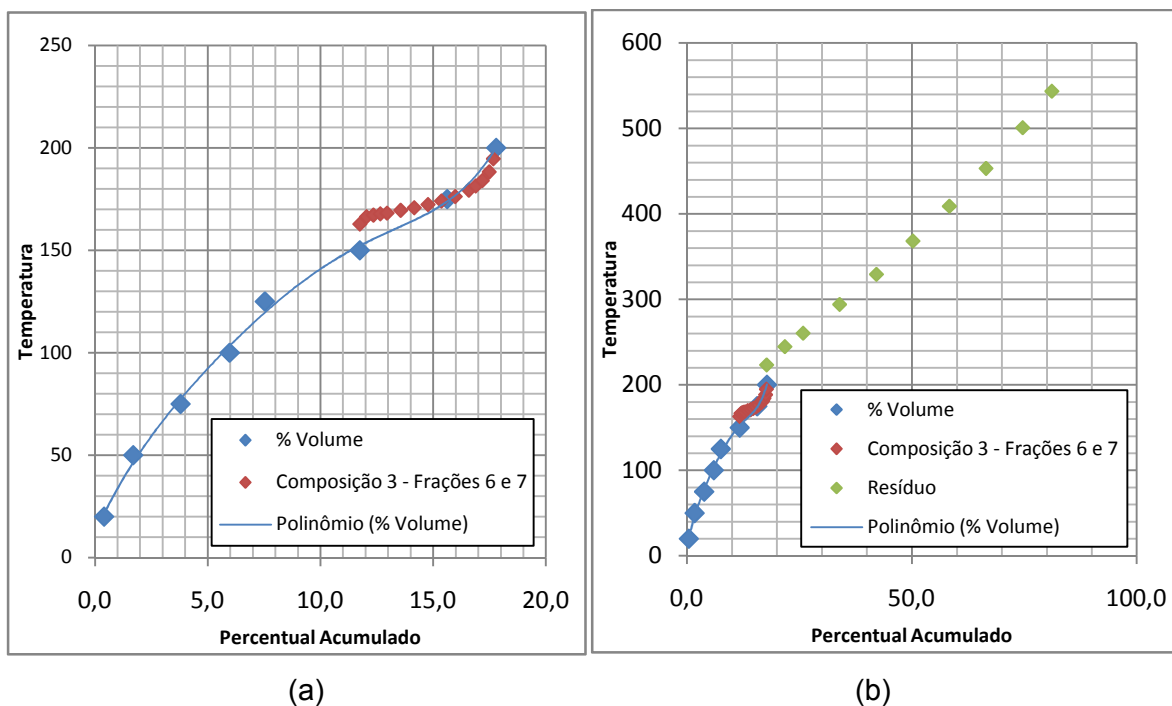 250
200
150
100
50
0
0,0
5,0
10,0
15,0
20,0
Temperatura
Percentual Acumulado
% Volume
Composição 3 - Frações 6 e 7
Polinômio (% Volume)
(a)
600
500
400
300
200
100
0
0,0
50,0
100,0
Temperatura
Percentual Acumulado
% Volume
Composição 3 - Frações 6 e 7
Resíduo
Polinômio (% Volume)
(b)